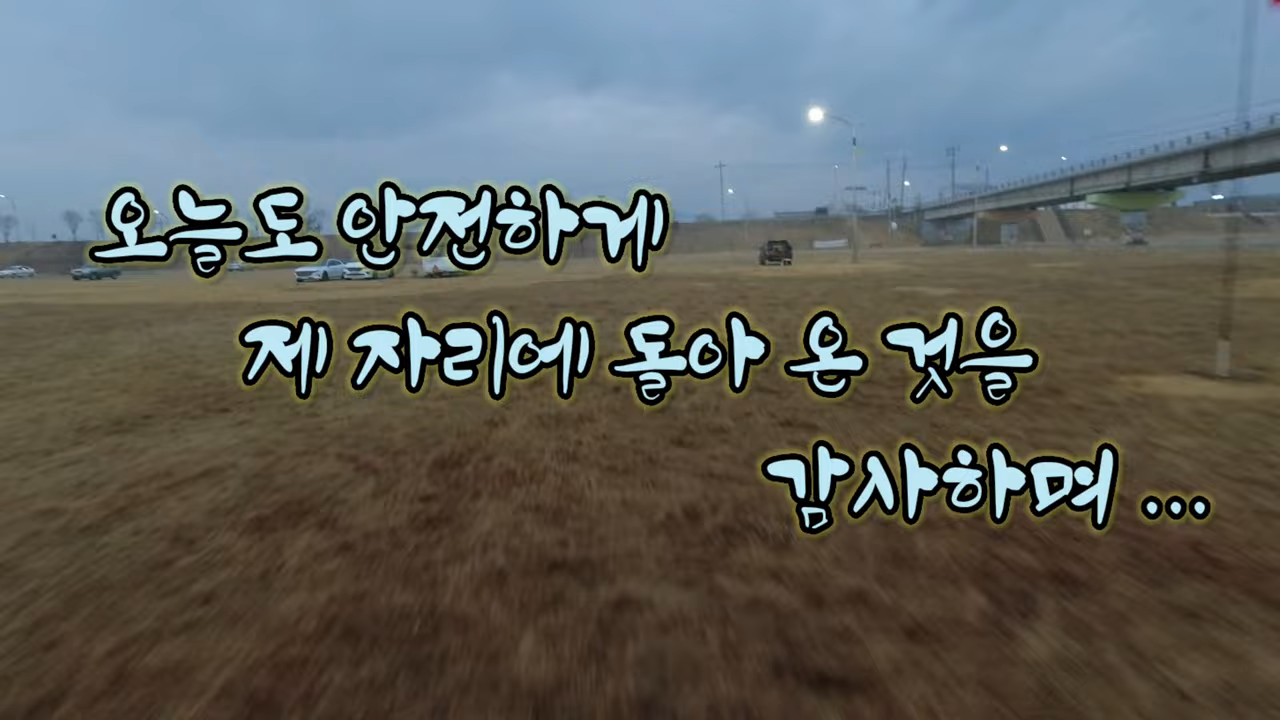 오늘도 안전하게
제 자리에 돌아 온 것을
감사하며 ...